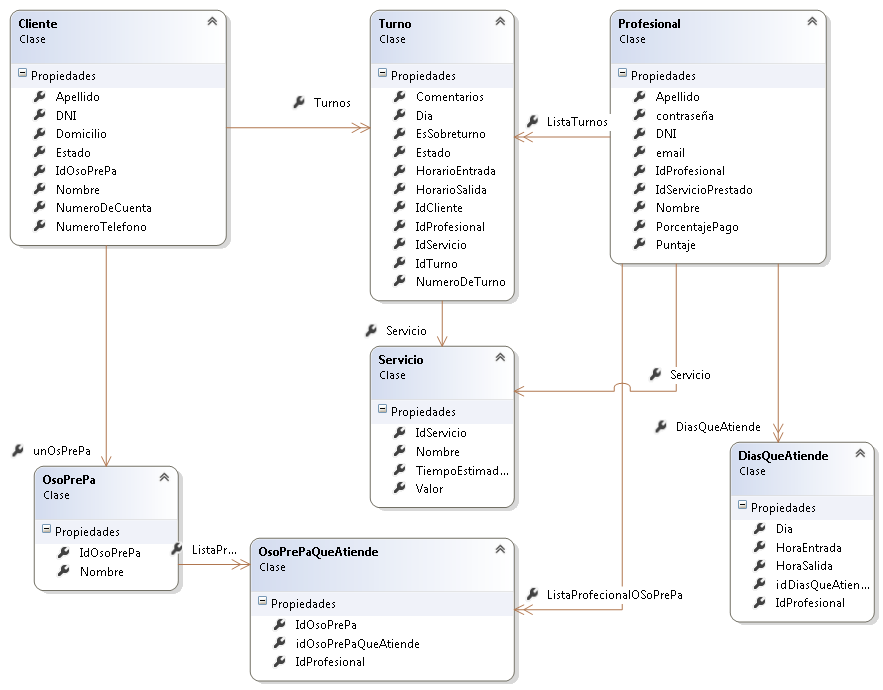 Cliente
Clase
Propiedades
Apellido
DNI
Domicilio
Estado
IdOsoPrePa
Nombre
NumeroDeCuenta
NumeroTelefono
Turnos
Turno
Clase
Propiedades
Comentarios
Dia
EsSobreturno
Estado
HorarioEntrada
HorarioSalida
IdCliente
IdProfesional
IdServicio
IdTurno
NumeroDeTurno
ListaTurnos
Profesional
Clase
Propiedades
Apellido
contraseña
DNI
email
IdProfesional
IdServicioPrestado
Nombre
PorcentajePago
Puntaje
Servicio
Servicio
Clase
Propiedades
IdServicio
Nombre
TiempoEstimad...
Valor
Servicio
DiasQueAtiende
DiasQueAtiende
Clase
Propiedades
Dia
HoraEntrada
HoraSalida
idDiasQueAtien...
IdProfesional
unOsPrePa
OsoPrePa
Clase
Propiedades
IdOsoPrePa
Nombre
ListaPr...
OsoPrePaQueAtiende
Clase
Propiedades
IdOsoPrePa
idOsoPrePaQueAtiende
IdProfesional
ListaProfecionalOSoPrePa